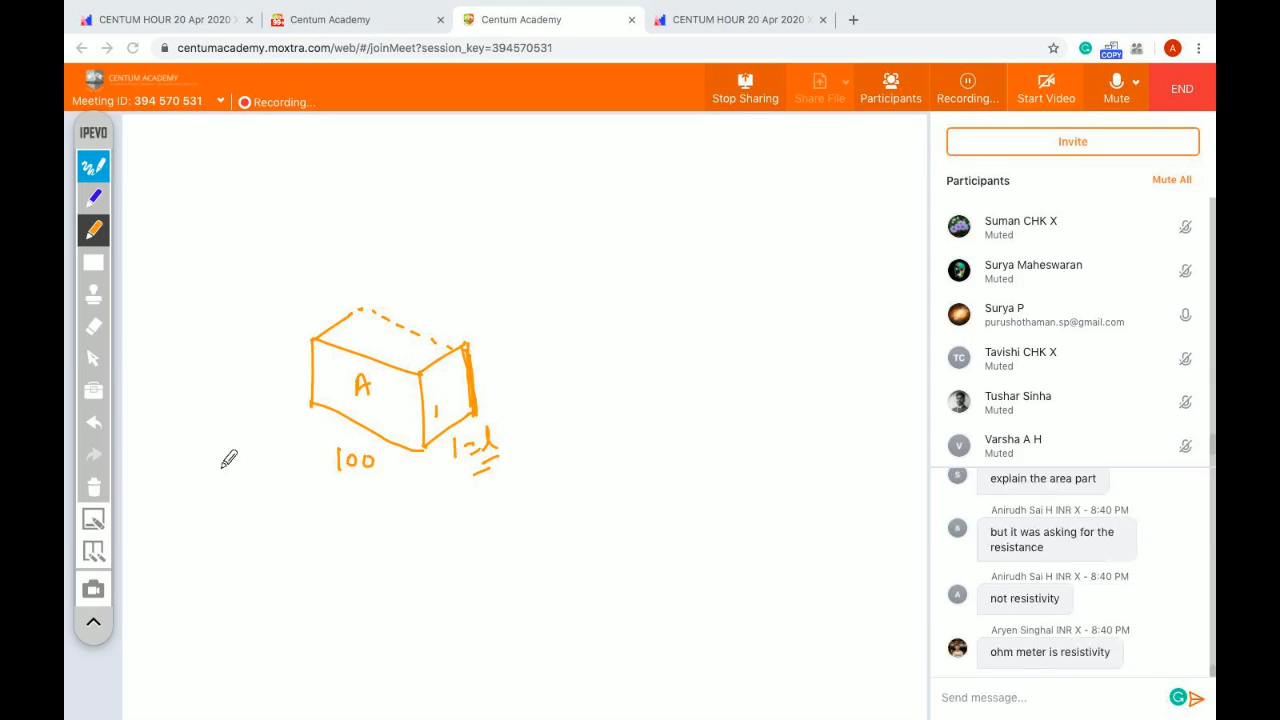 CENTUM HOUR 20 Apr 2020
Centum Academy
Centum Academy
CENTUM HOUR 20 Apr 2020
centumacademy.moxtra.com/web/#/joinMeet?session_key=394570531
COPY
A
CENTUM ACADEMY
Meeting ID: 394 570 531
Recording...
Stop Sharing
Share File
Participants
Recording...
Start Video
Mute
END
IPEVO
A
1
100
1 = l
Invite
Participants
Mute All
Suman CHK X
Muted
Surya Maheswaran
Muted
Surya P
purushothaman.sp@gmail.com
TC
Tavishi CHK X
Muted
Tushar Sinha
Muted
V
Varsha A H
Muted
S
explain the area part
Anirudh Sai H INR X - 8:40 PM
but it was asking for the
resistance
Anirudh Sai H INR X - 8:40 PM
A
not resistivity
Aryen Singhal INR X - 8:40 PM
ohm meter is resistivity
Send message...